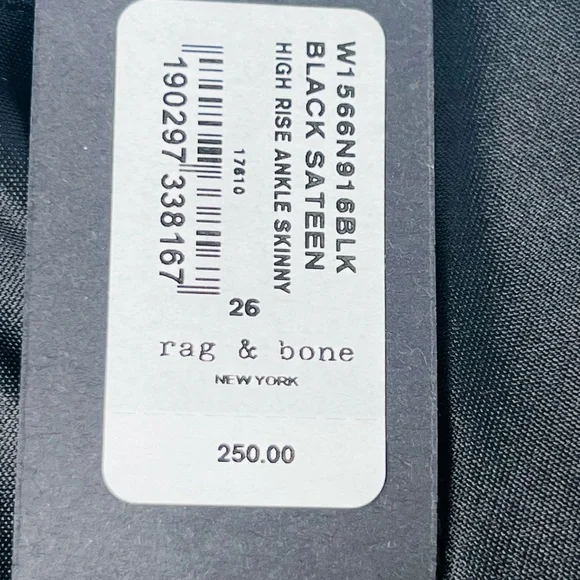 W1566N916BLK
BLACK SATEEN
HIGH RISE ANKLE SKINNY
17610
190297 338167
26
rag & bone
NEW YORK
250.00